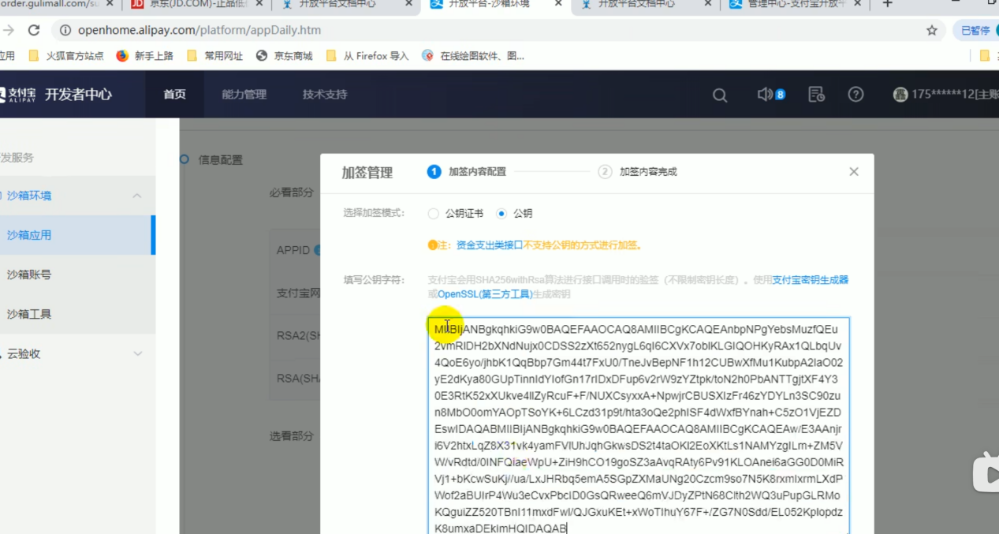 order.gulimall.com/su
京东(JD.COM)-正品低
开放平台文档中心
开放平台-沙箱环境
开放平台文档中心
管理中心-支付宝开放平
openhome.alipay.com/platform/appDaily.htm
已暂停
应用
火狐官方站点
新手上路
常用网址
京东商城
从 Firefox 导入
在线绘图软件、图...
支付宝
ALIPAY
开发者中心
首页
能力管理
技术支持
8
175******12[主账
发服务
沙箱环境
沙箱应用
沙箱账号
沙箱工具
云验收
信息配置
必看部分
APPID
支付宝网
RSA2(SH
RSA(SHA
选看部分
加签管理
1 加签内容配置
2 加签内容完成
选择加签模式:
公钥证书
公钥
注: 资金支出类接口不支持公钥的方式进行加签。
填写公钥字符:
支付宝会用SHA256withRsa算法进行接口调用时的验签（不限制密钥长度）。使用支付宝密钥生成器
或OpenSSL(第三方工具)生成密钥
MIIBIjANBgkqhkiG9w0BAQEFAAOCAQ8AMIIBCgKCAQEAnbpNPgYebsMuzfQEu
2vmRIDH2bXNdNujx0CDSS2zXt652nygL6qI6CXVx7oblKLGIQOHKyRAx1QLbqUv
4QoE6yo/jhbK1QqBbp7Gm44t7FxU0/TneJvBepNF1h12CUBwXfMu1KubpA2IaO02
yE2dKya80GUpTinnIdYIofGn17rIDxDFup6v2rW9zYZtpk/toN2h0PbANTTgjtXF4Y3
0E3RtK52xXUkve4IlZyRcuF+F/NUXCsyxxA+NpwjrCBUSXIzFr46zYDYLn3SC90zu
n8MbO0omYAOpTSoYK+6LCzd31p9t/hta3oQe2phISF4dWxfBYnah+C5zO1VjEZD
EswIDAQABMIIBIjANBgkqhkiG9w0BAQEFAAOCAQ8AMIIBCgKCAQEAw/E3AAnjr
i6V2htxLqZ8X31vk4yamFVIUhJqhGkwsDS2t4taOKI2EoXKtLs1NAMYzgILrn+ZM5V
W/vRdtd/0INFQlaeWpU+ZiH9hCO19goSZ3aAvqRAty6Pv91KLOAneI6aGG0D0MiR
Vj1+bKcwSuKj//ua/LxJHRbq5emA5SGpZXMaUNg20Czcm9so7N5K8rxmIxrmLXdP
Wof2aBUIrP4Wu3eCvxPbcID0GsQRweeQ6mVJDyZPtN68CIth2WQ3uPupGLRMo
KQguiZZ520TBnI11mxdFwI/QJGxuKEt+xWoTIhuY67F+/ZG7N0Sdd/EL052KpIopdz
K8umxaDEkimHQIDAQAB